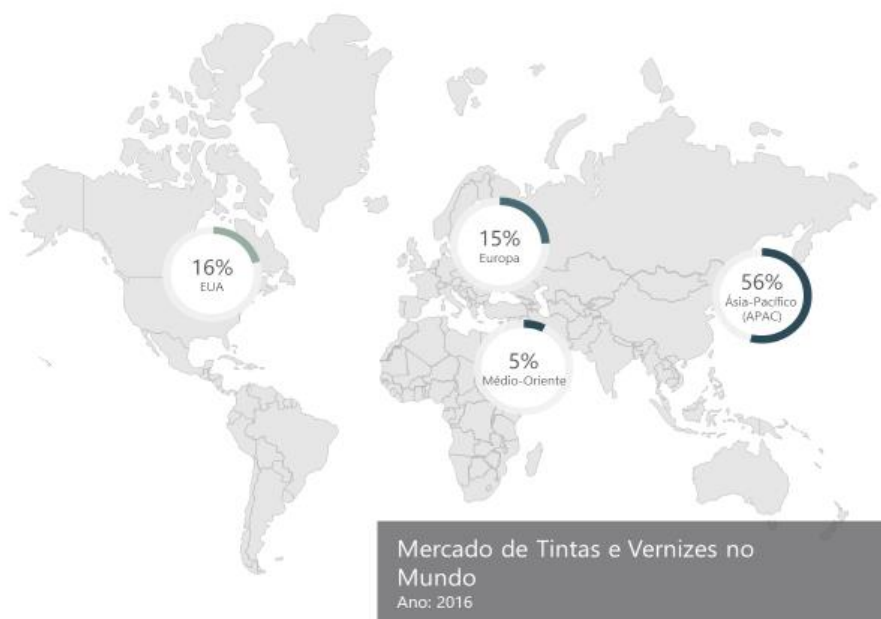 15%
Europa
16%
EUA
56%
Ásia-Pacífico
(APAC)
5%
Médio-Oriente
Mercado de Tintas e Vernizes no
Mundo
Ano: 2016